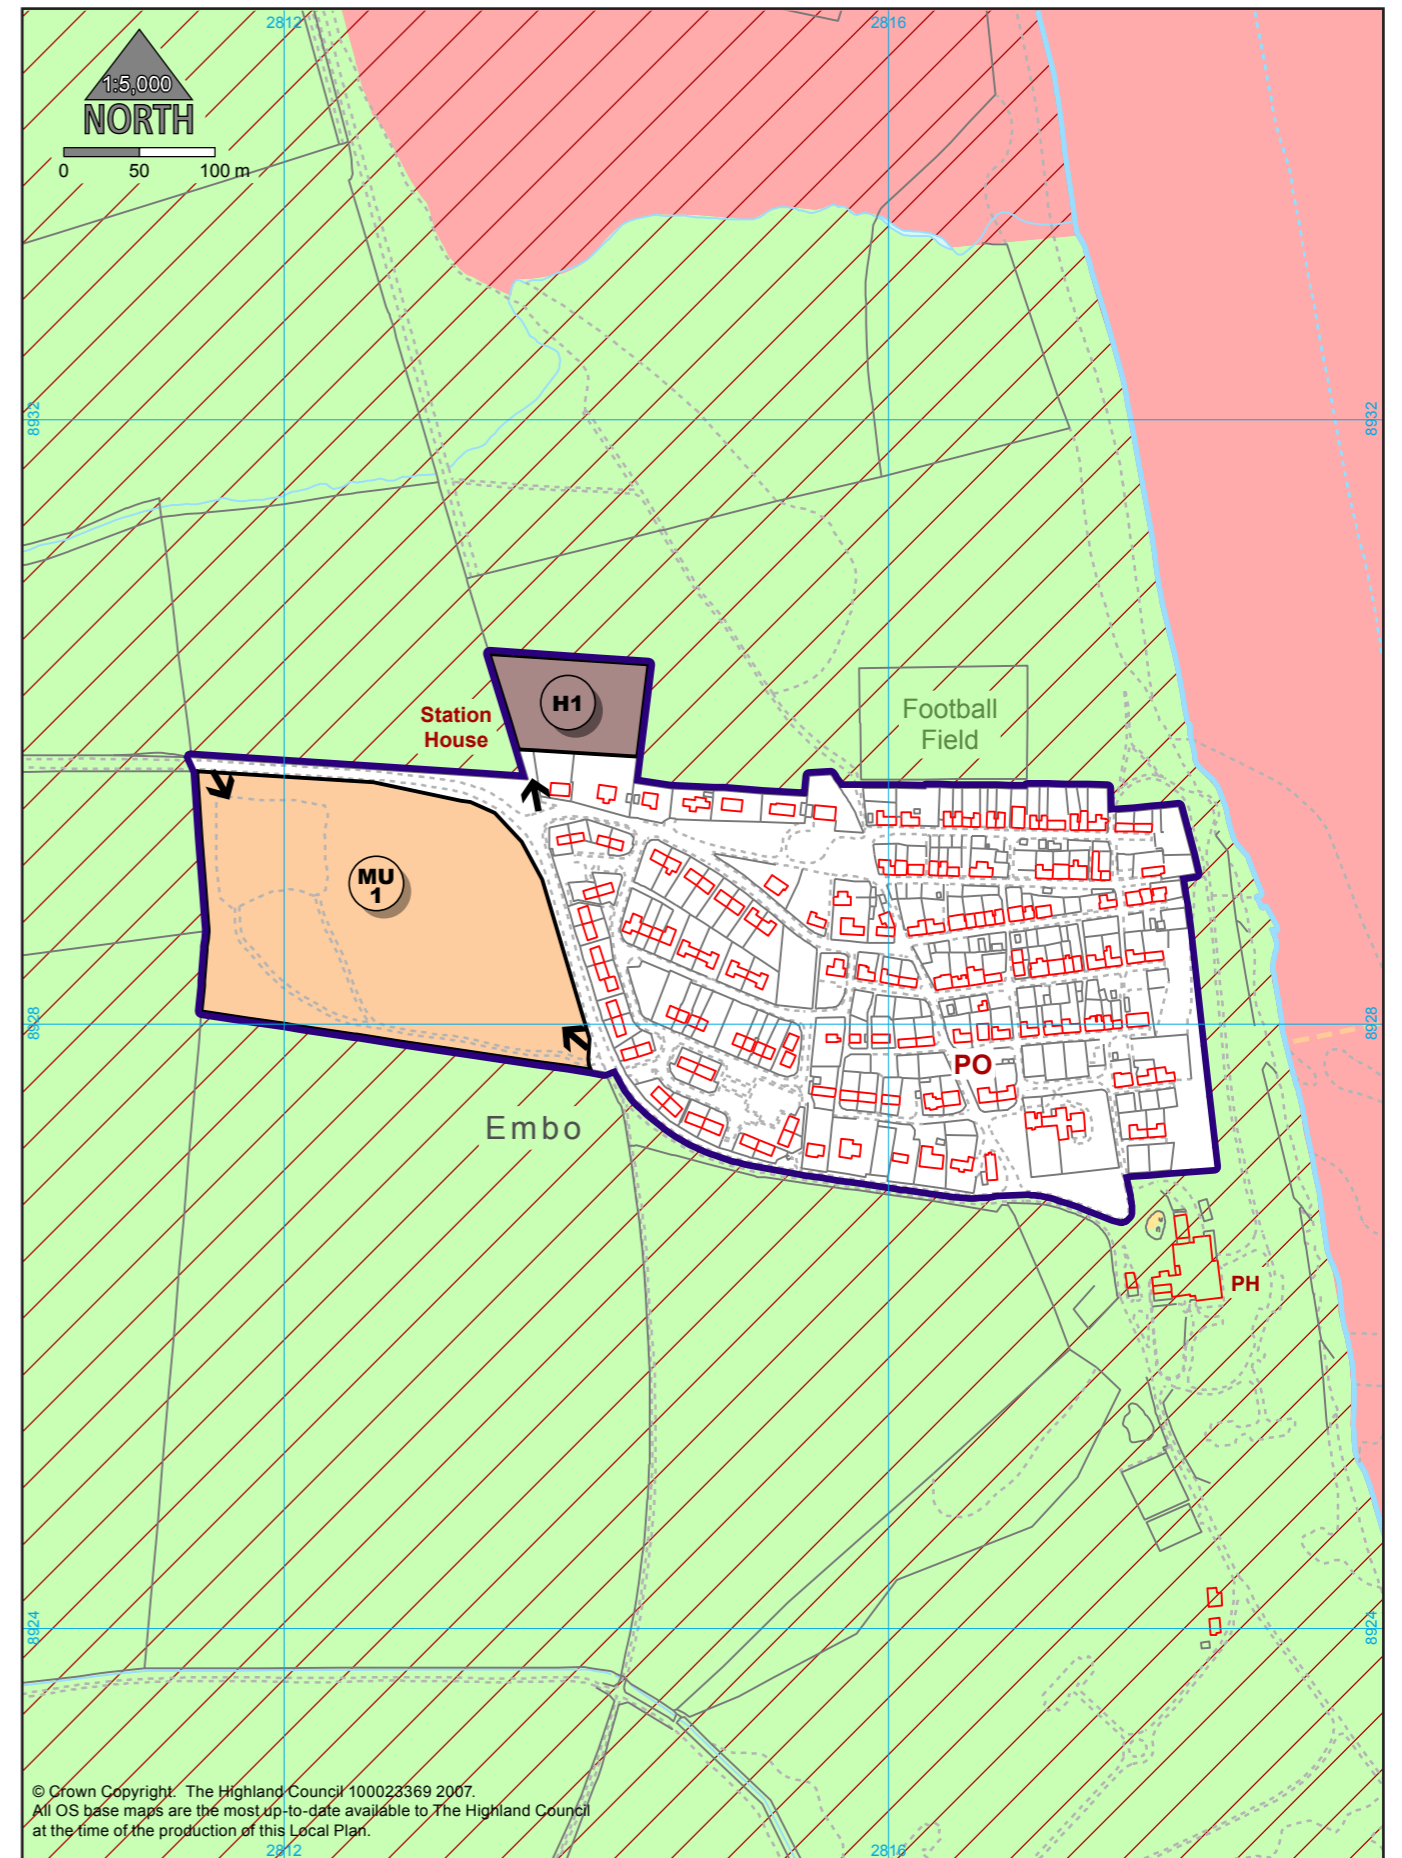 2812
2816
1:5,000
NORTH
0 50 100 m
8932
8932
Station
House
H1
Football
Field
MU
1
8928
8928
PO
Embo
PH
8924
8924
© Crown Copyright. The Highland Council 100023369 2007.
All OS base maps are the most up-to-date available to The Highland Council
at the time of the production of this Local Plan.
2812
2816